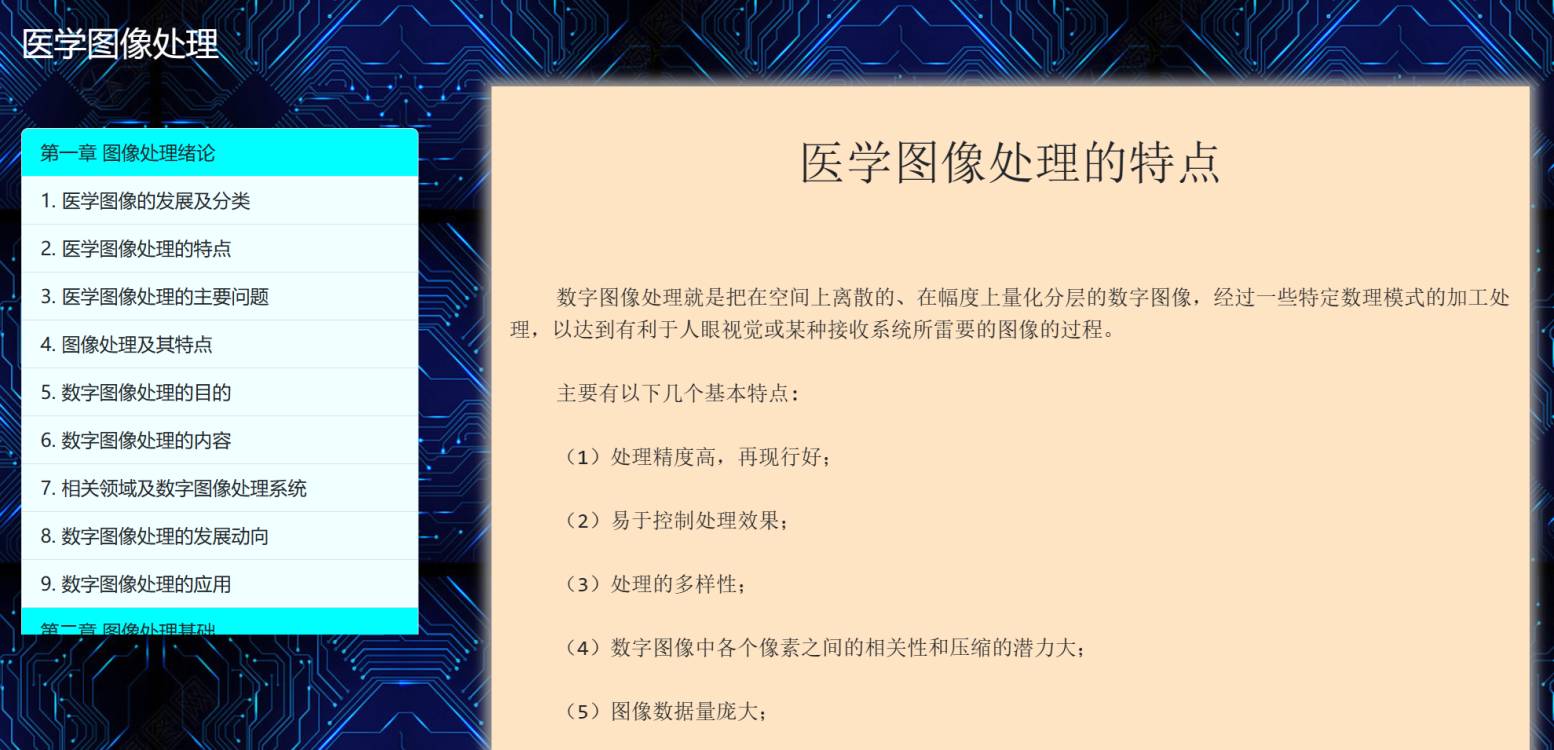 医学图像处理
第一章 图像处理绪论
1. 医学图像的发展及分类
2. 医学图像处理的特点
3. 医学图像处理的主要问题
4. 图像处理及其特点
5. 数字图像处理的目的
6. 数字图像处理的内容
7. 相关领域及数字图像处理系统
8. 数字图像处理的发展动向
9. 数字图像处理的应用
第二章 图像处理基础
医学图像处理的特点
数字图像处理就是把在空间上离散的、在幅度上量化分层的数字图像，经过一些特定数理模式的加工处
理，以达到有利于人眼视觉或某种接收系统所雷要的图像的过程。
主要有以下几个基本特点:
（1）处理精度高，再现行好；
（2）易于控制处理效果；
（3）处理的多样性；
（4）数字图像中各个像素之间的相关性和压缩的潜力大；
（5）图像数据量庞大；